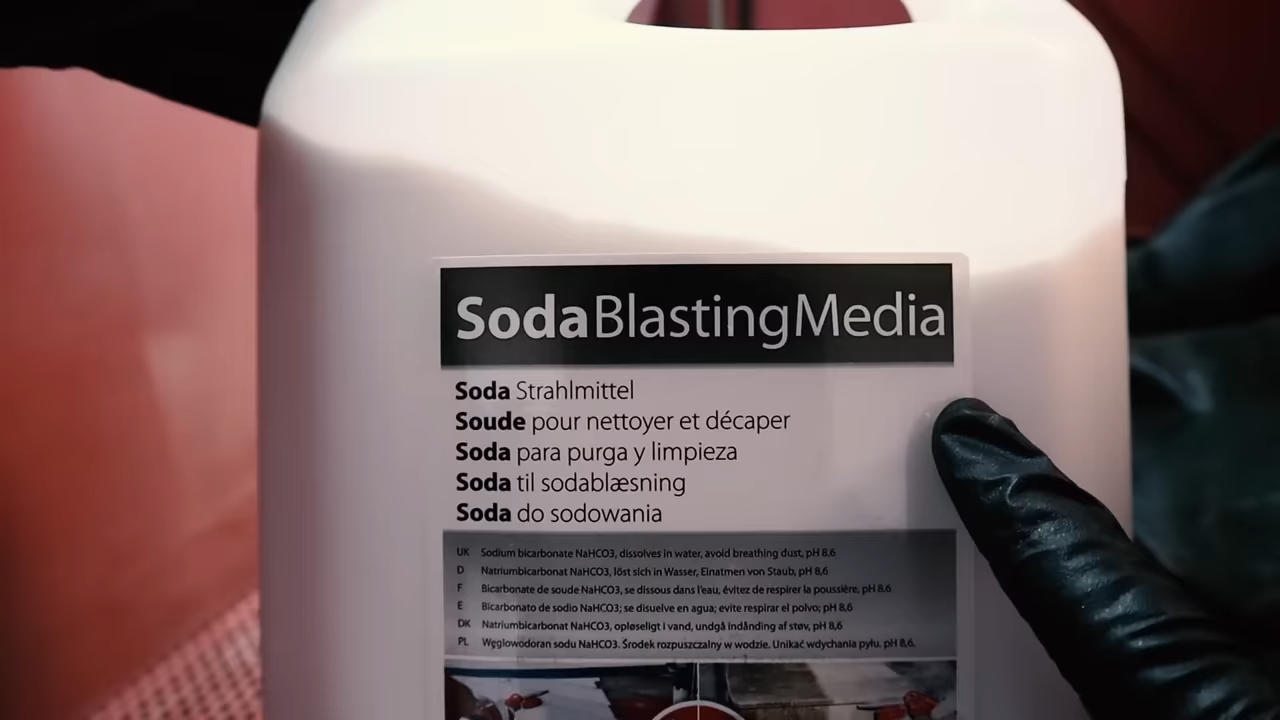 SodaBlastingMedia
Soda Strahlmittel
Soude pour nettoyer et décaper
Soda para purga y limpieza
Soda til sodablæsning
Soda do sodowania
UK Sodium bicarbonate NaHCO3, dissolves in water, avoid breathing dust, pH 8,6
D Natriumbicarbonat NaHCO3, löst sich in Wasser, Einatmen von Staub, pH 8,6
F Bicarbonate de soude NaHCO3, se dissous dans l'eau, évitez de respirer la poussière, pH 8.6
E Bicarbonato de sodio NaHCO3; se disuelve en agua; evite respirar el polvo; pH 8,6
DK Natriumbicarbonat NaHCO3, opløseligt i vand, undgå indånding af støv, pH 8,6
PL Węglowodoran sodu NaHCO3. Środek rozpuszczalny w wodzie. Unikać wdychania pyłu. pH 8,6.